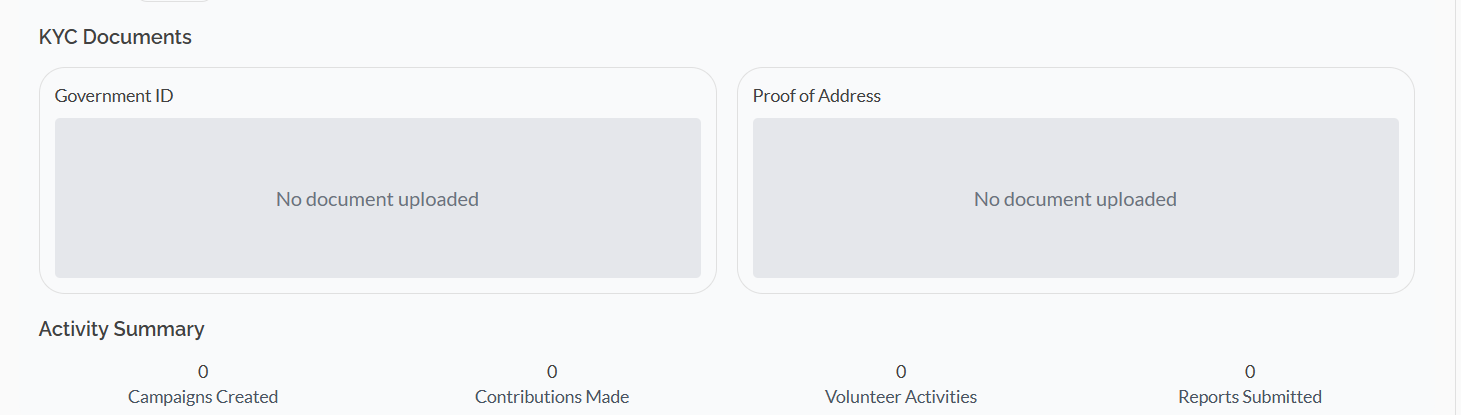 KYC Documents
Government ID
Proof of Address
No document uploaded
No document uploaded
Activity Summary
0
Campaigns Created
0
Contributions Made
0
Volunteer Activities
0
Reports Submitted